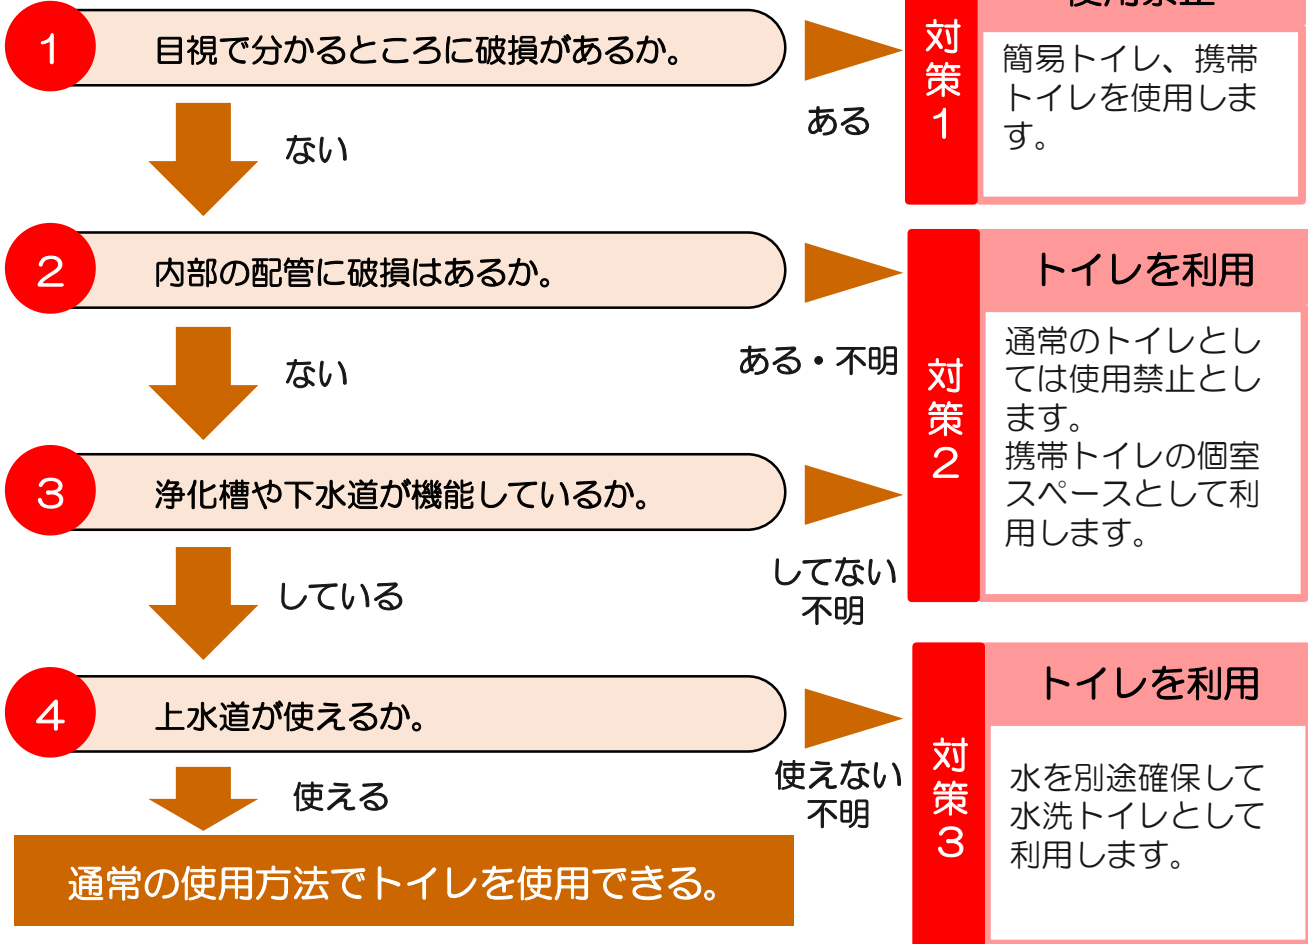 1
目視で分かるところに破損があるか。
ない
ある
対策1
簡易トイレ、携帯
トイレを使用しま
す。
2
内部の配管に破損はあるか。
ない
ある・不明
対策2
トイレを利用
通常のトイレとし
ては使用禁止とし
ます。
携帯トイレの個室
スペースとして利
用します。
3
浄化槽や下水道が機能しているか。
している
してない
不明
4
上水道が使えるか。
使える
使えない
不明
対策3
トイレを利用
水を別途確保して
水洗トイレとして
利用します。
通常の使用方法でトイレを使用できる。